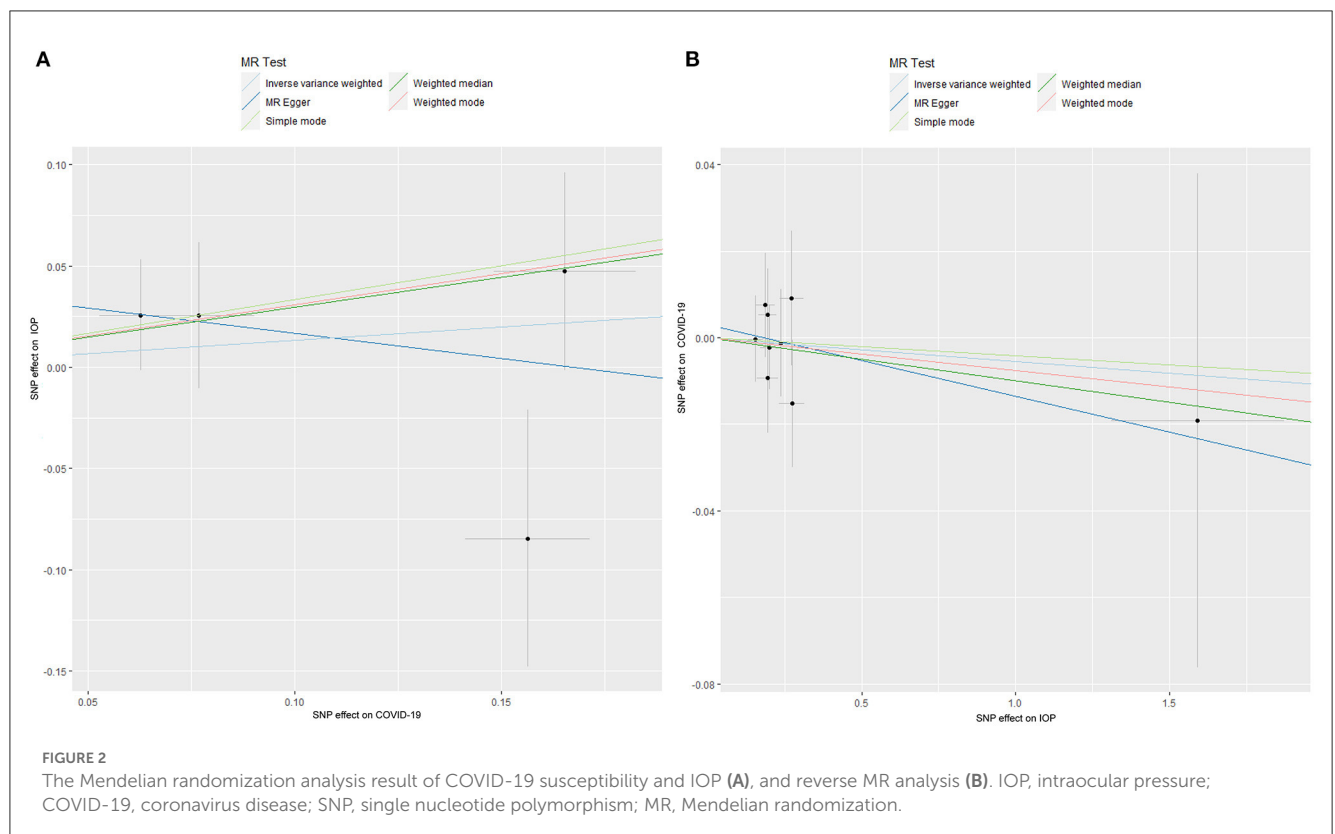 A
MR Test
Inverse variance weighted
Weighted median
MR Egger
Weighted mode
Simple mode
0.10
0.05
0.00
-0.05
-0.10
-0.15
SNP effect on IOP
0.05
0.10
0.15
SNP effect on COVID-19
B
MR Test
Inverse variance weighted
Weighted median
MR Egger
Weighted mode
Simple mode
0.04
0.00
-0.04
-0.08
SNP effect on COVID-19
0.5
1.0
1.5
SNP effect on IOP
FIGURE 2
The Mendelian randomization analysis result of COVID-19 susceptibility and IOP (A), and reverse MR analysis (B). IOP, intraocular pressure;
COVID-19, coronavirus disease; SNP, single nucleotide polymorphism; MR, Mendelian randomization.